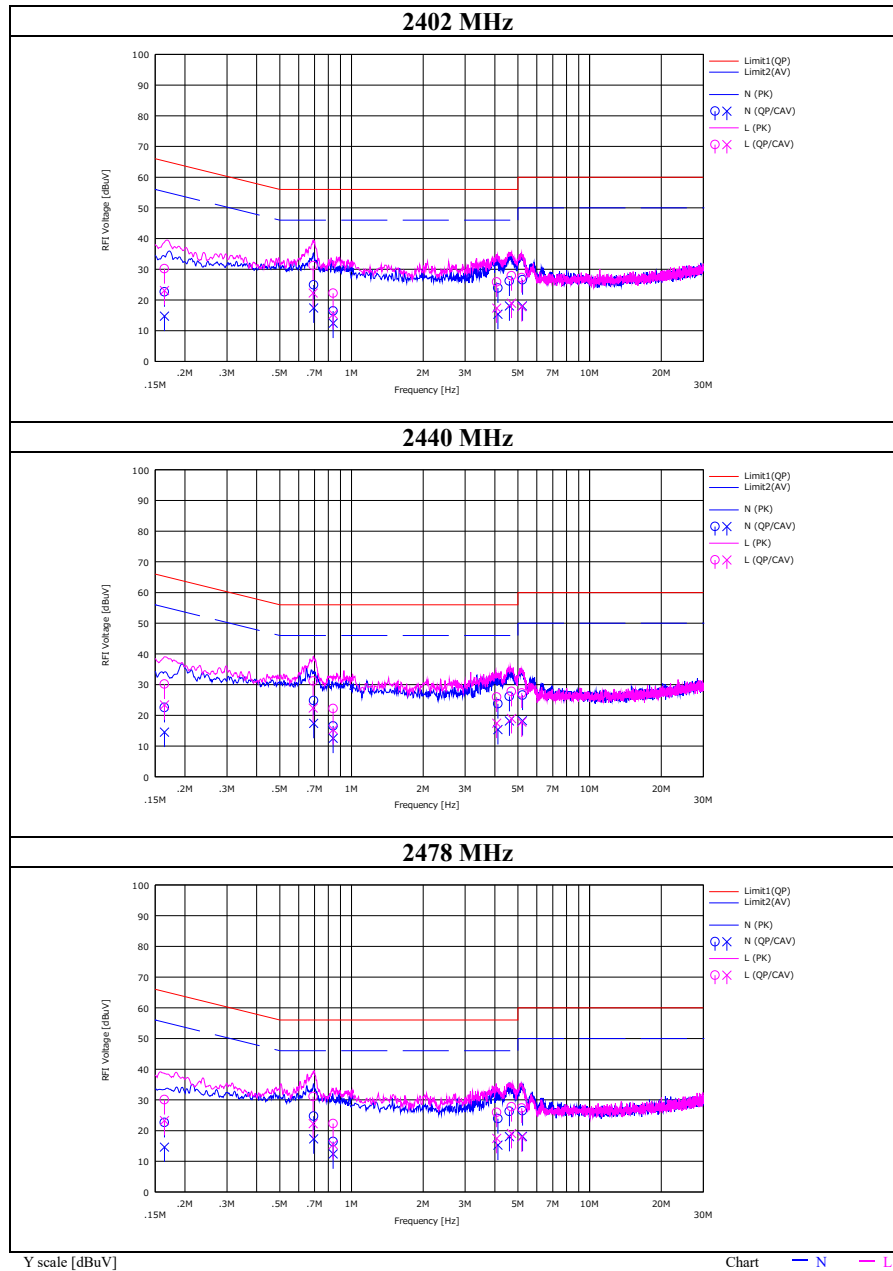 2402 MHz
100
90
80
70
60
50
40
30
20
10
0
RFI Voltage [dBuV]
.15M
.2M
.3M
.5M
.7M
1M
2M
3M
5M
7M
10M
20M
30M
Frequency [Hz]
Limit1(QP)
Limit2(AV)
N (PK)
N (QP/CAV)
L (PK)
L (QP/CAV)
2440 MHz
100
90
80
70
60
50
40
30
20
10
0
RFI Voltage [dBuV]
.15M
.2M
.3M
.5M
.7M
1M
2M
3M
5M
7M
10M
20M
30M
Frequency [Hz]
Limit1(QP)
Limit2(AV)
N (PK)
N (QP/CAV)
L (PK)
L (QP/CAV)
2478 MHz
100
90
80
70
60
50
40
30
20
10
0
RFI Voltage [dBuV]
.15M
.2M
.3M
.5M
.7M
1M
2M
3M
5M
7M
10M
20M
30M
Frequency [Hz]
Limit1(QP)
Limit2(AV)
N (PK)
N (QP/CAV)
L (PK)
L (QP/CAV)
Y scale [dBuV]
Chart N L